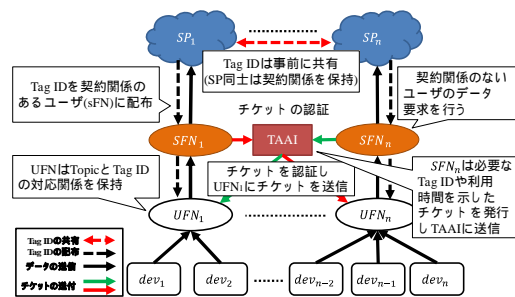 SP₁
SPₙ
Tag IDは事前に共有
(SP同士は契約関係を保持)
Tag IDを契約関係の
あるユーザ(sFN)に配布
契約関係のない
ユーザのデータ
要求を行う
チケットの認証
SFN₁
TAAI
SFNₙ
UFNはTopicとTag ID
の対応関係を保持
チケットを認証し
UFN₁にチケットを送信
SFNₙは必要な
Tag IDや利用
時間を示した
チケットを発行
しTAAIに送信
UFN₁
UFNₙ
Tag IDの共有
Tag IDの配布
データの送信
チケットの送付
dev₁
dev₂
devₙ₋₂
devₙ₋₁
devₙ